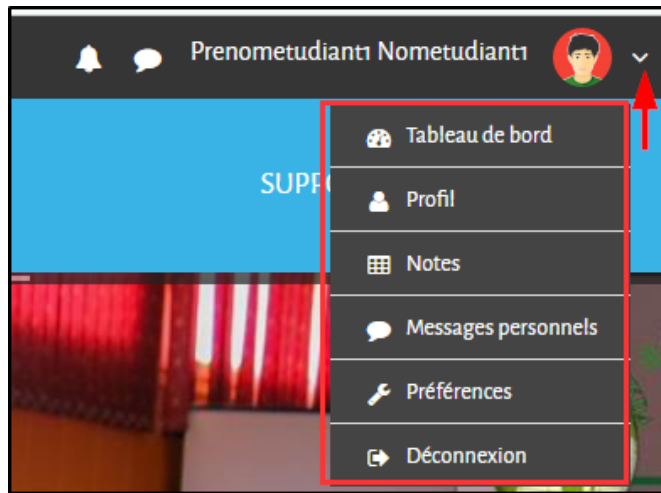 Prenometudiant1 Nometudiant1
Tableau de bord
SUPP
Profil
Notes
Messages personnels
Préférences
Déconnexion